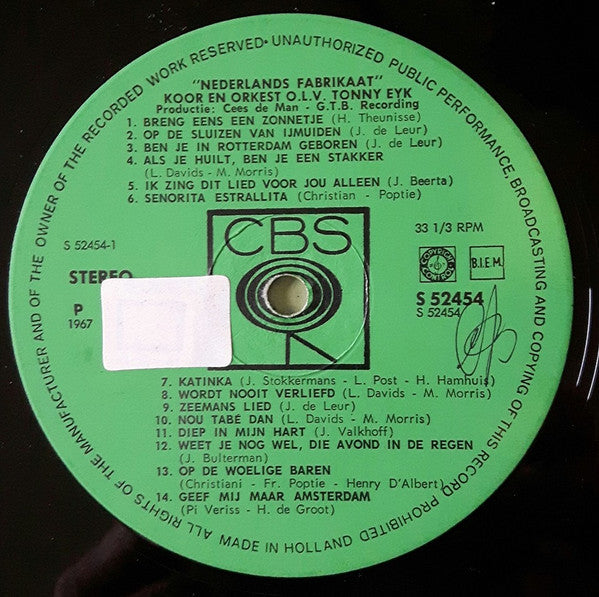 ALL RIGHTS OF THE MANUFACTURER AND OF THE OWNER OF THE RECORDED WORK RESERVED• UNAUTHORIZED PUBLIC PERFORMANCE, BROADCASTING AND COPYING OF THIS RECORD PROHIBITED
"NEDERLANDS FABRIKAAT"
KOOR EN ORKEST O.L.V. TONNY EYK
Productie: Cees de Man - G.T.B. Recording
1. BRENG EENS EEN ZONNETJE (H. Theunisse)
2. OP DE SLUIZEN VAN IJMUIDEN (J. de Leur)
3. BEN JE IN ROTTERDAM GEBOREN (J. de Leur)
4. ALS JE HUILT, BEN JE EEN STAKKER
(L. Davids - M. Morris)
5. IK ZING DIT LIED VOOR JOU ALLEEN (J. Beerta)
6. SENORITA ESTRALLITA (Christian - Poptie)
CBS
S 52454-1
33 1/3 RPM
STEREO
COPYRIGHT CONTROL
B.I.E.M.
P
1967
S 52454
S 52454
7. KATINKA (J. Stokkermans - L. Post - H. Hamhuis)
8. WORDT NOOIT VERLIEFD (L. Davids - M. Morris)
9. ZEEMANS LIED (J. de Leur)
10. NOU TABÉ DAN (L. Davids - M. Morris)
11. DIEP IN MIJN HART (J. Valkhoff)
12. WEET JE NOG WEL, DIE AVOND IN DE REGEN
(J. Bulterman)
13. OP DE WOELIGE BAREN
(Christiani - Fr. Poptie - Henry D'Albert)
14. GEEF MIJ MAAR AMSTERDAM
(Pi Veriss - H. de Groot)
MADE IN HOLLAND